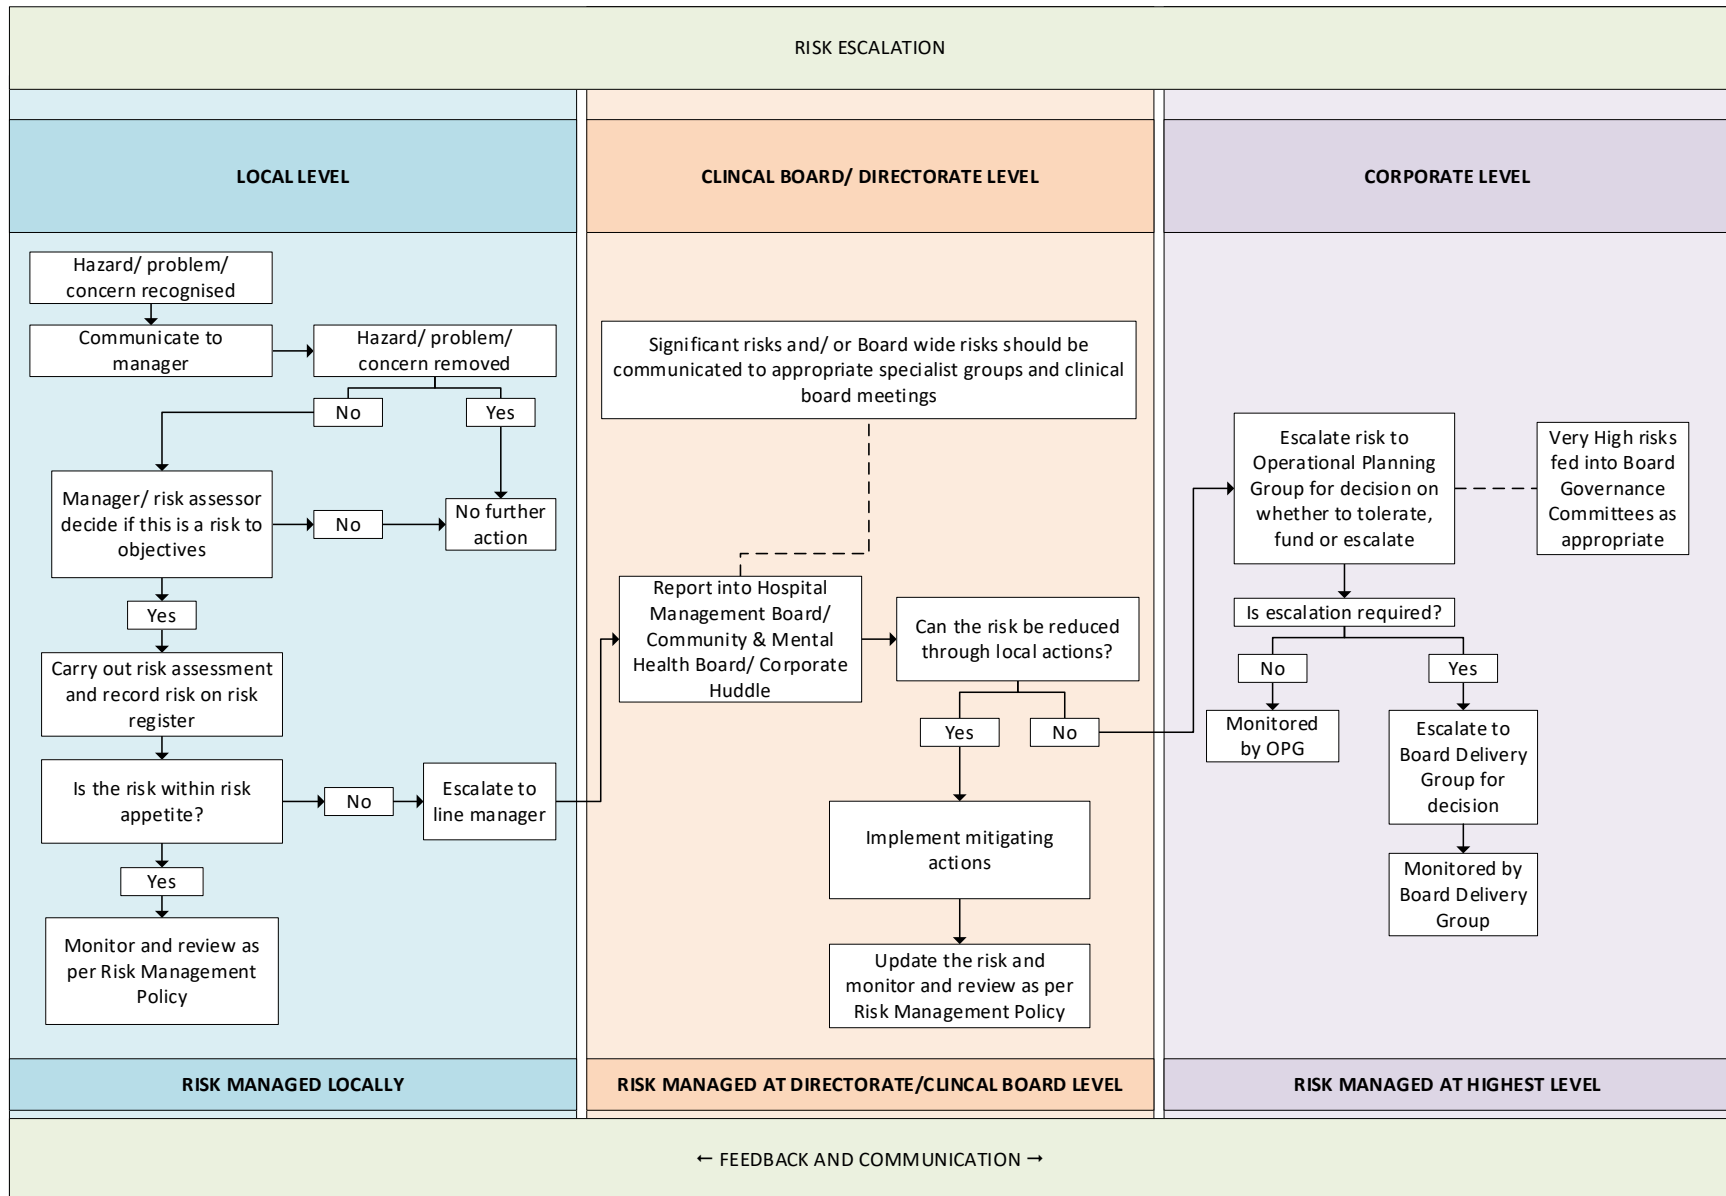 RISK ESCALATION
LOCAL LEVEL
Hazard/ problem/
concern recognised
Communicate to
manager
Hazard/ problem/
concern removed
No
Yes
Manager/ risk assessor
decide if this is a risk to
objectives
No
No further
action
Yes
Carry out risk assessment
and record risk on risk
register
Is the risk within risk
appetite?
No
Escalate to
line manager
Yes
Monitor and review as
per Risk Management
Policy
RISK MANAGED LOCALLY
CLINCAL BOARD/ DIRECTORATE LEVEL
Significant risks and/ or Board wide risks should be
communicated to appropriate specialist groups and clinical
board meetings
Report into Hospital
Management Board/
Community & Mental
Health Board/ Corporate
Huddle
Can the risk be reduced
through local actions?
Yes
No
Implement mitigating
actions
Update the risk and
monitor and review as per
Risk Management Policy
RISK MANAGED AT DIRECTORATE/CLINCAL BOARD LEVEL
CORPORATE LEVEL
Escalate risk to
Operational Planning
Group for decision on
whether to tolerate,
fund or escalate
Very High risks
fed into Board
Governance
Committees as
appropriate
Is escalation required?
No
Yes
Monitored
by OPG
Escalate to
Board Delivery
Group for
decision
Monitored by
Board Delivery
Group
RISK MANAGED AT HIGHEST LEVEL
← FEEDBACK AND COMMUNICATION →